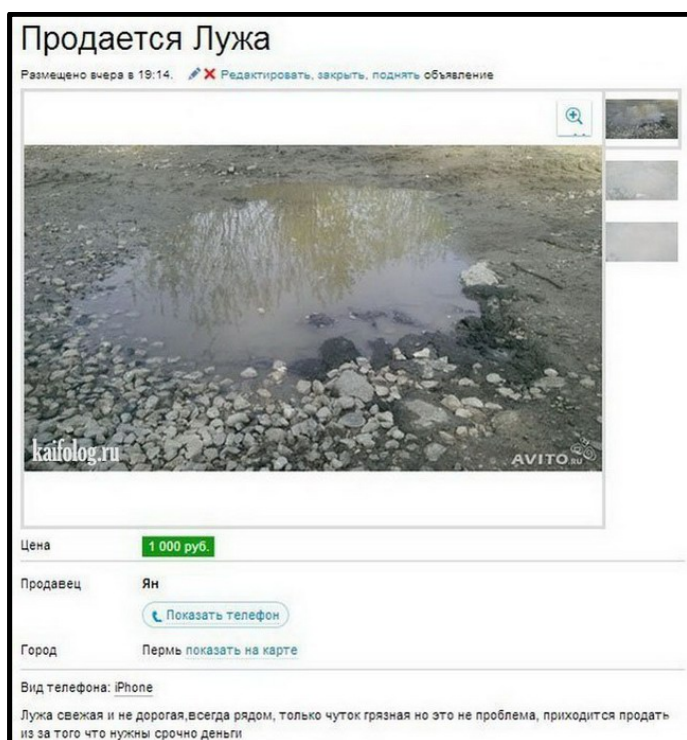 Продается Лужа
Размещено вчера в 19:14. Редактировать, закрыть, поднять объявление
kaifolog.ru
AVITO.RU
Цена 1 000 руб.
Продавец Ян
Показать телефон
Город Пермь показать на карте
Вид телефона: iPhone
Лужа свежая и не дорогая,всегда рядом, только чуток грязная но это не проблема, приходится продать
из за того что нужны срочно деньги